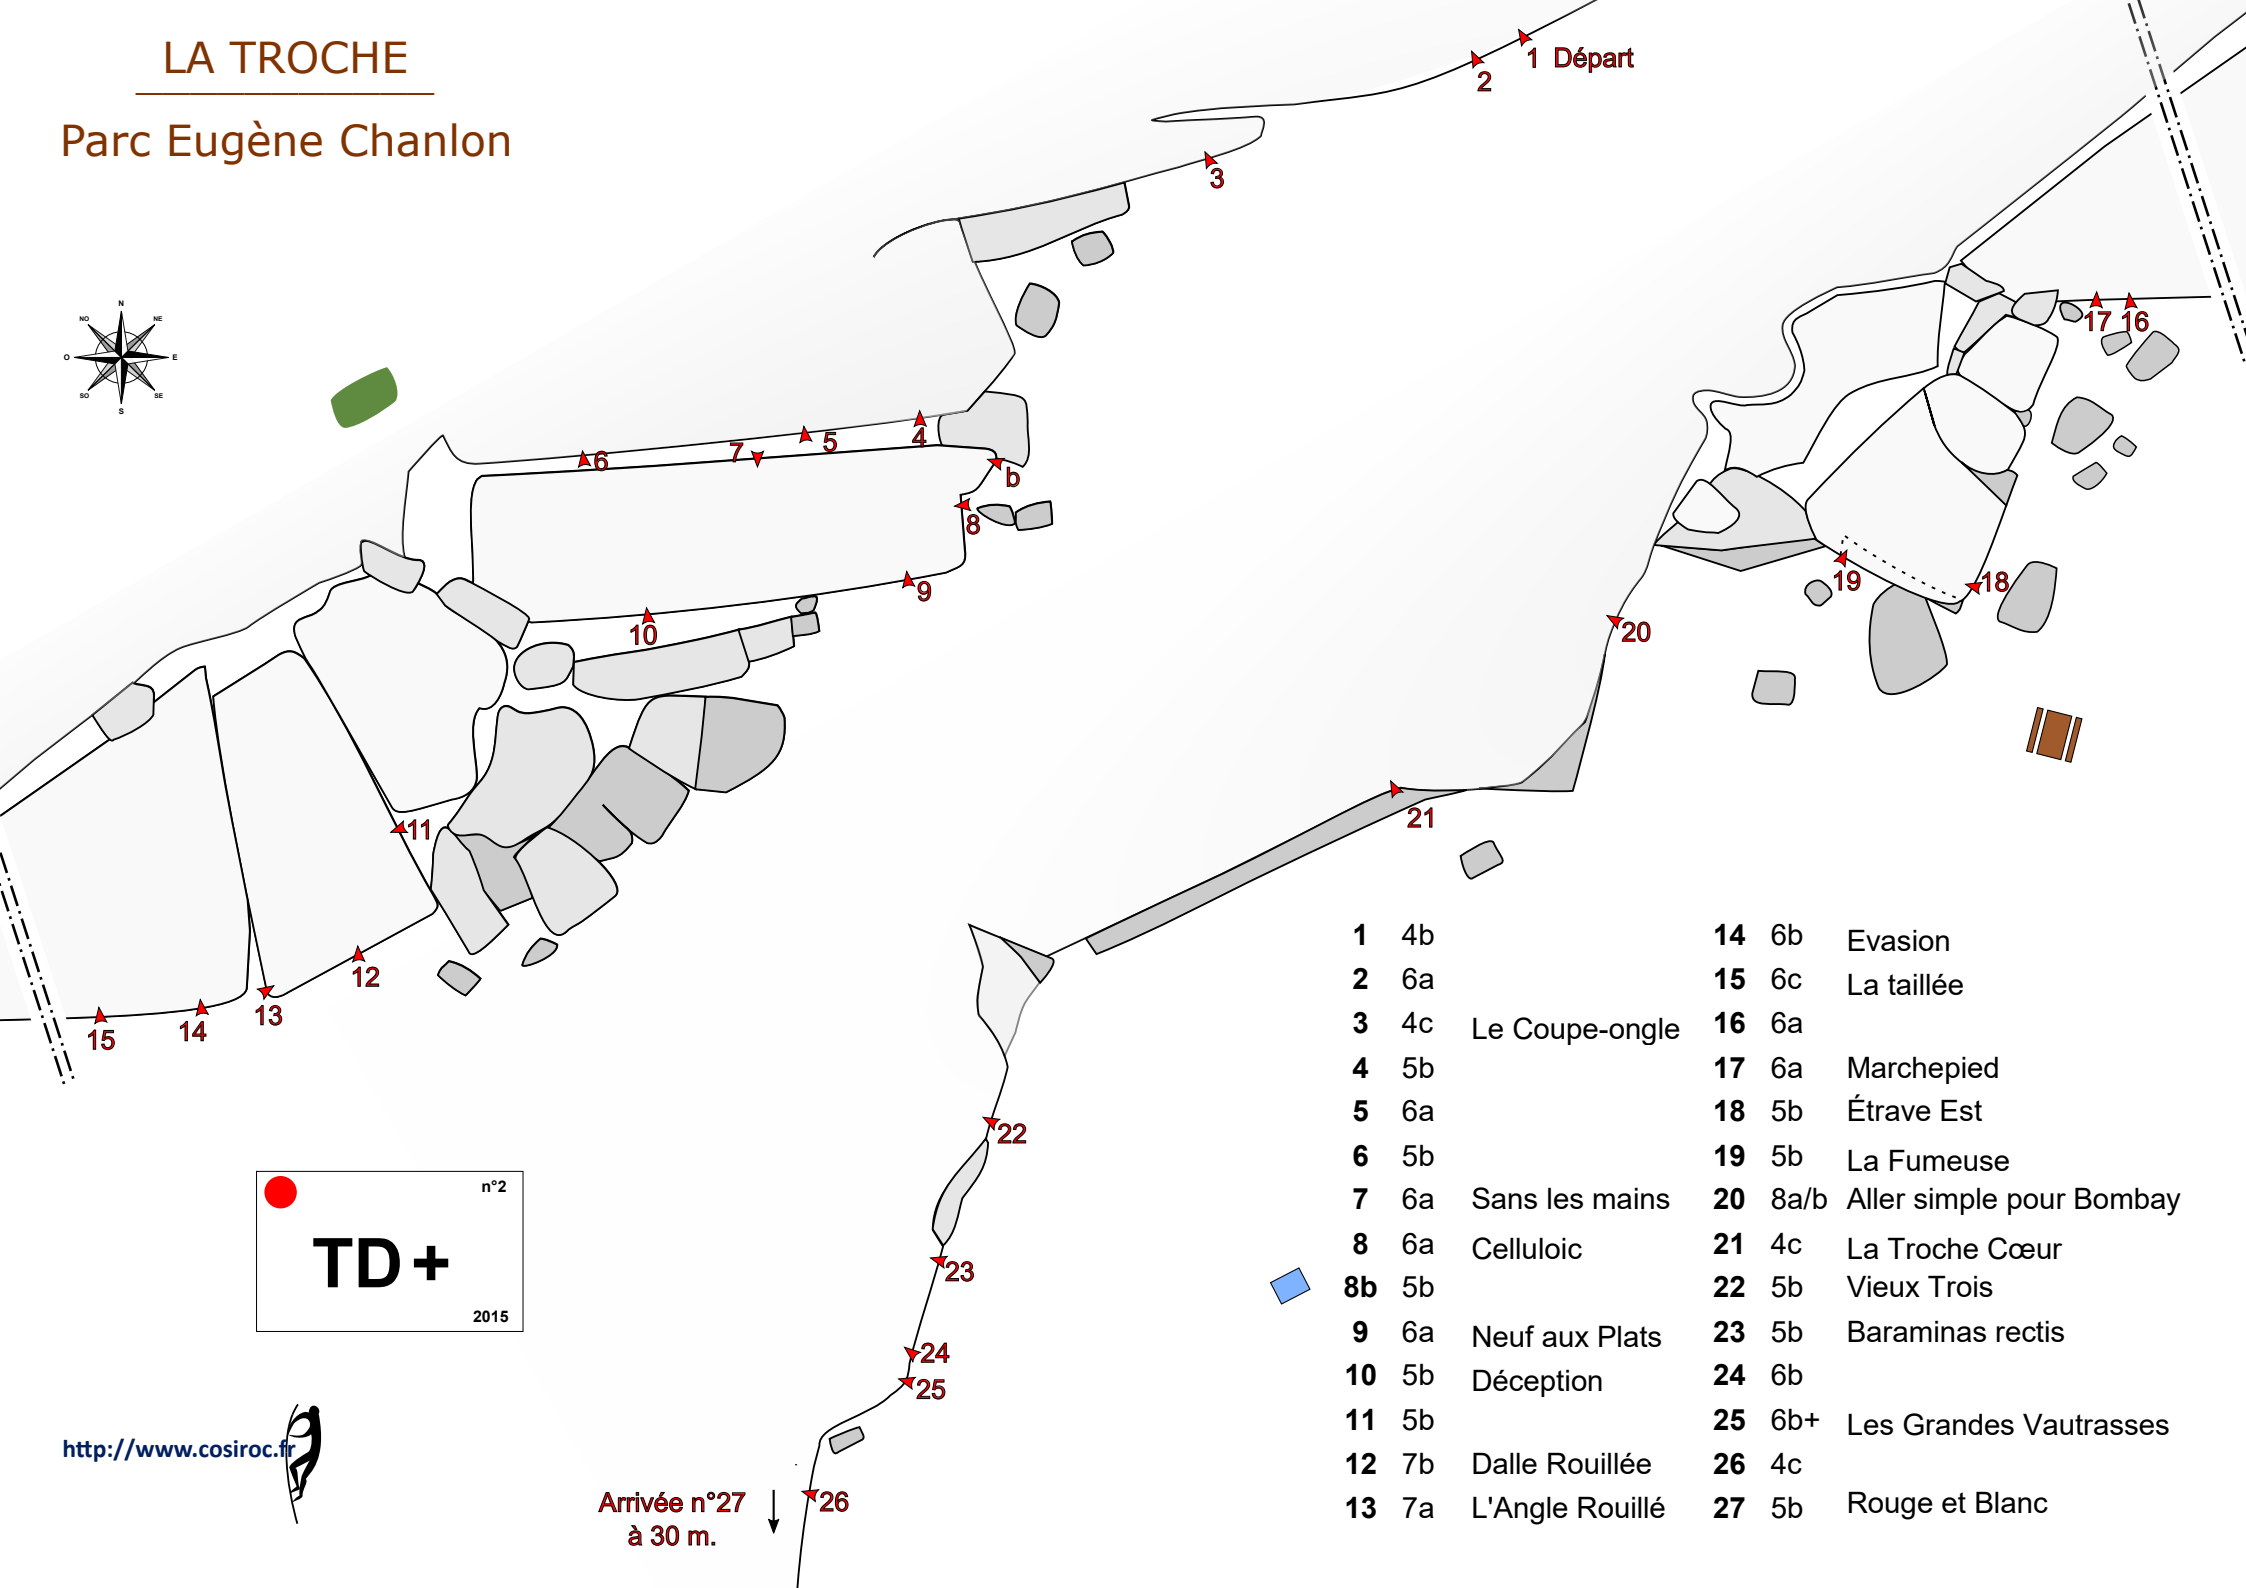 LA TROCHE
Parc Eugène Chanlon
1 Départ
2
3
N
NO NE
O E
SO SE
S
4
5
6
7
b
8
9
10
11
12
13
14
15
17 16
18
19
20
21
22
23
24
25
26
Arrivée n°27
à 30 m.
n°2
TD +
2015
http://www.cosiroc.fr
1 4b
2 6a
3 4c Le Coupe-ongle
4 5b
5 6a
6 5b
7 6a Sans les mains
8 6a Celluloic
8b 5b
9 6a Neuf aux Plats
10 5b Déception
11 5b
12 7b Dalle Rouillée
13 7a L'Angle Rouillé
14 6b Evasion
15 6c La taillée
16 6a
17 6a Marchepied
18 5b Étrave Est
19 5b La Fumeuse
20 8a/b Aller simple pour Bombay
21 4c La Troche Cœur
22 5b Vieux Trois
23 5b Baraminas rectis
24 6b
25 6b+ Les Grandes Vautrasses
26 4c
27 5b Rouge et Blanc